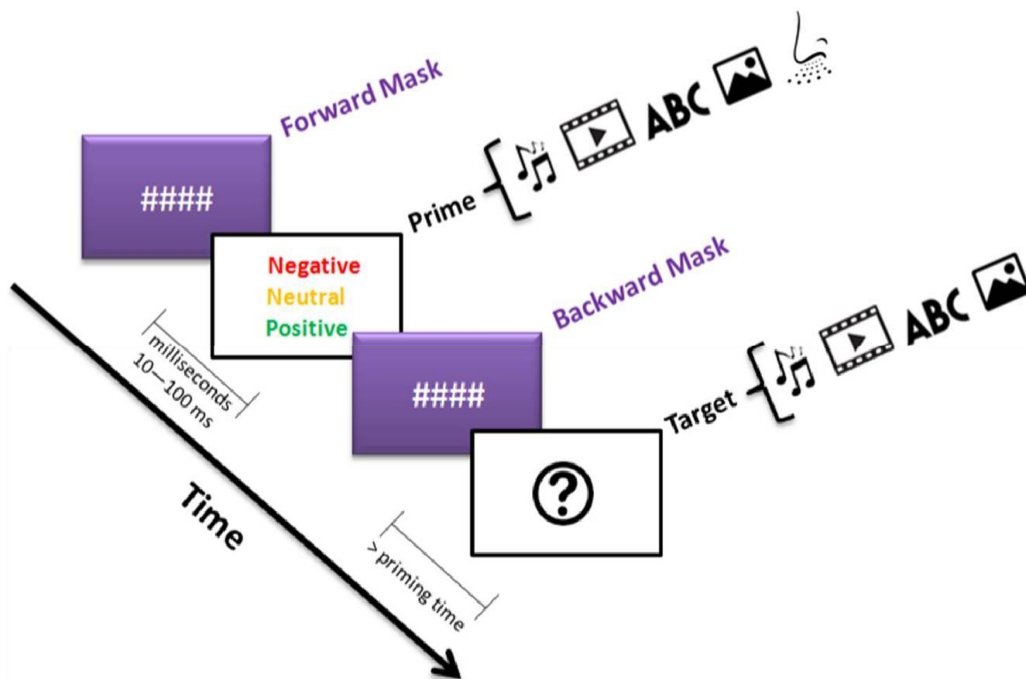 Forward Mask
####
Prime
ABC
Negative
Neutral
Positive
Backward Mask
####
milliseconds
10—100 ms
Target
ABC
?
Time
> priming time